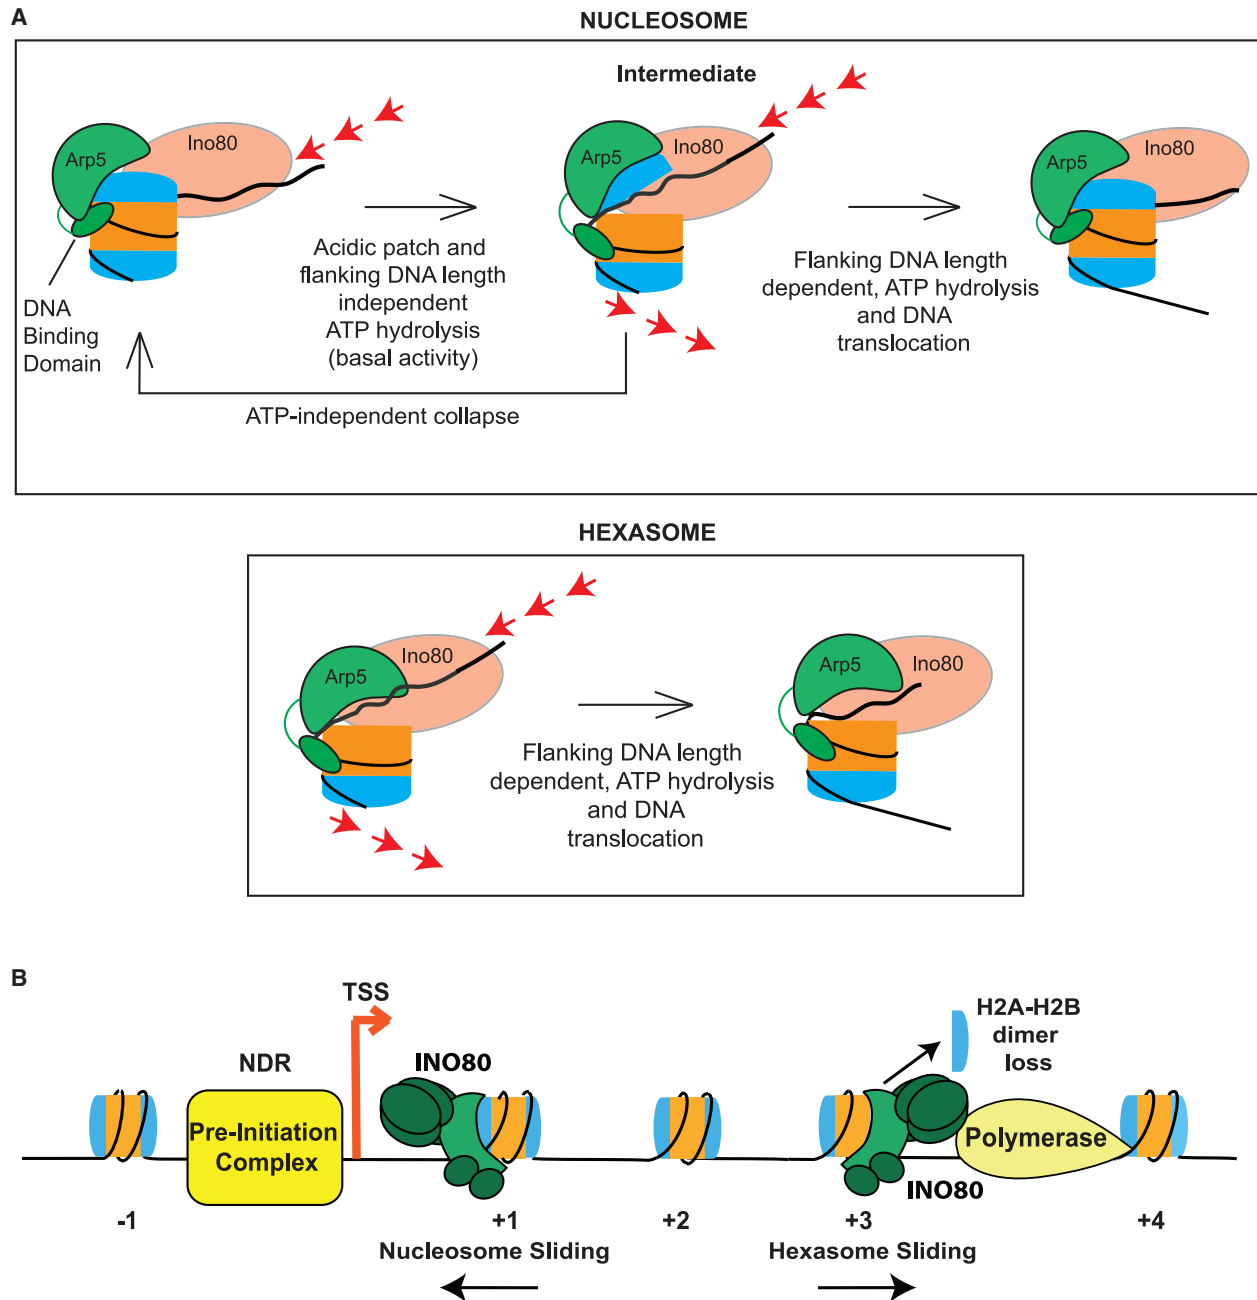 A
NUCLEOSOME
Intermediate
Arp5
Ino80
Arp5
Ino80
Arp5
Ino80
DNA
Binding
Domain
Acidic patch and
flanking DNA length
independent
ATP hydrolysis
(basal activity)
Flanking DNA length
dependent, ATP hydrolysis
and DNA
translocation
ATP-independent collapse
HEXASOME
Arp5
Ino80
Arp5
Ino80
Flanking DNA length
dependent, ATP hydrolysis
and DNA
translocation
B
TSS
NDR
INO80
H2A-H2B
dimer
loss
Pre-Initiation
Complex
Polymerase
INO80
-1
+1
+2
+3
+4
Nucleosome Sliding
Hexasome Sliding